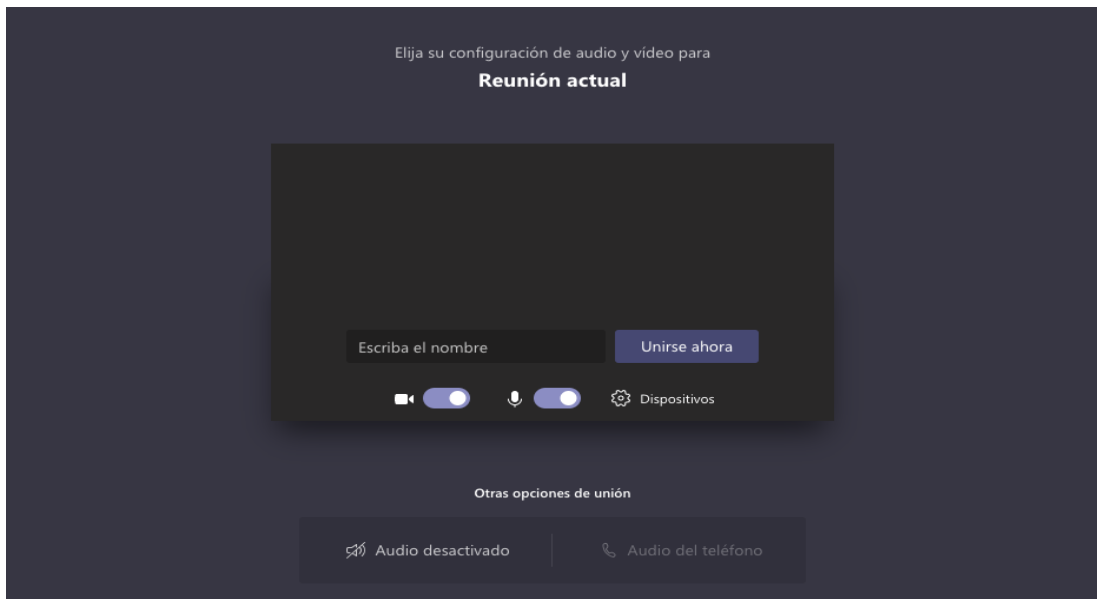 Elija su configuración de audio y vídeo para
Reunión actual
Escriba el nombre
Unirse ahora
Dispositivos
Otras opciones de unión
Audio desactivado
Audio del teléfono